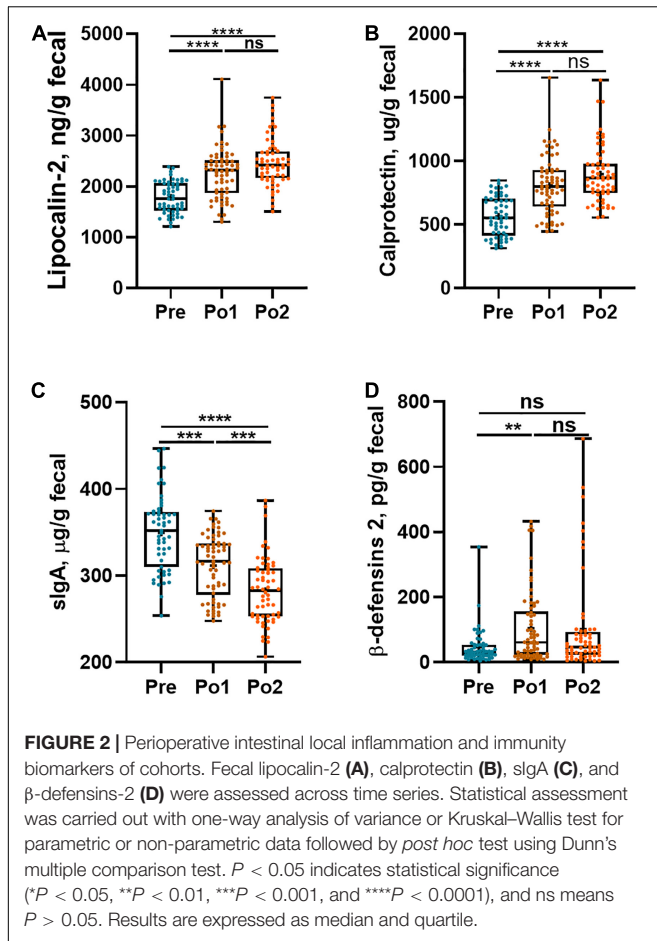 A
**** 
**** ns
Lipocalin-2, ng/g fecal
5000
4000
3000
2000
1000
0
Pre Po1 Po2
B
****
**** ns
Calprotectin, ug/g fecal
2000
1500
1000
500
0
Pre Po1 Po2
C
****
*** ***
sIgA, μg/g fecal
500
400
300
200
Pre Po1 Po2
D
ns
** ns
β-defensins 2, pg/g fecal
800
600
400
200
0
Pre Po1 Po2
FIGURE 2 | Perioperative intestinal local inflammation and immunity
biomarkers of cohorts. Fecal lipocalin-2 (A), calprotectin (B), sIgA (C), and
β-defensins-2 (D) were assessed across time series. Statistical assessment
was carried out with one-way analysis of variance or Kruskal–Wallis test for
parametric or non-parametric data followed by post hoc test using Dunn's
multiple comparison test. P < 0.05 indicates statistical significance
(*P < 0.05, **P < 0.01, ***P < 0.001, and ****P < 0.0001), and ns means
P > 0.05. Results are expressed as median and quartile.